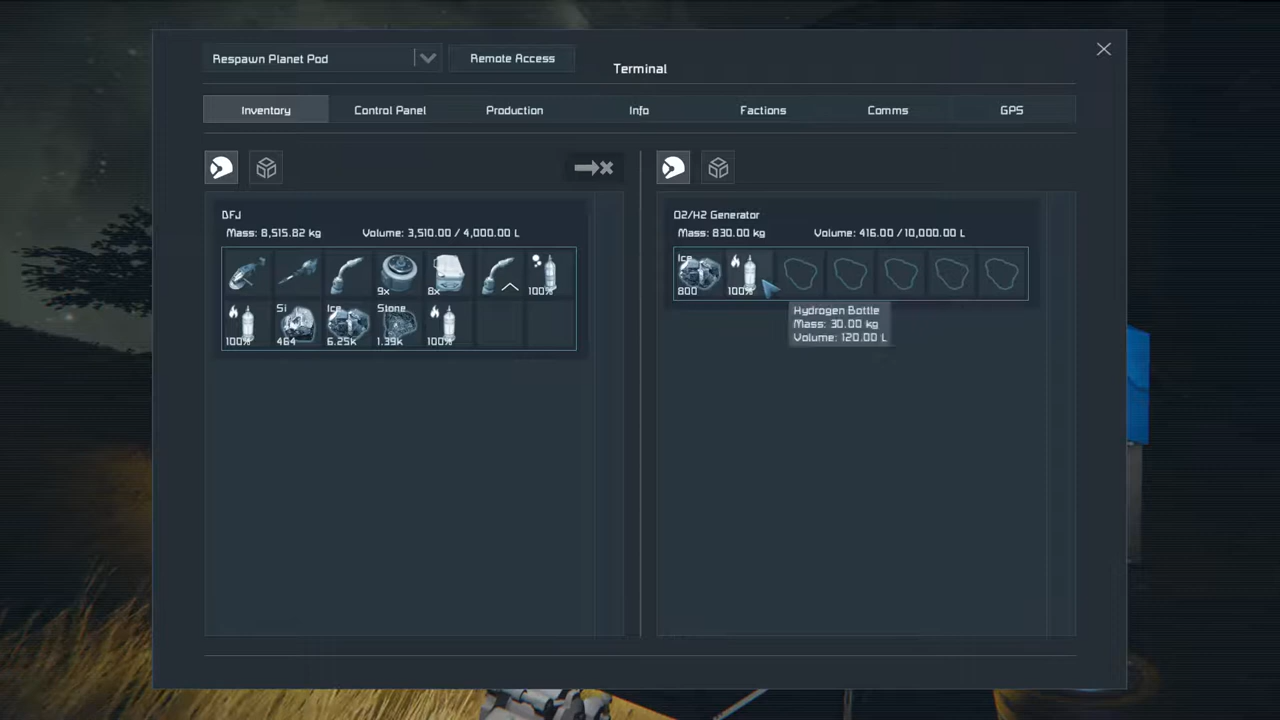 Respawn Planet Pod
Remote Access
Terminal
Inventory
Control Panel
Production
Info
Factions
Comms
GPS
BFJ
Mass: 8,515.82 kg
Volume: 3,510.00 / 4,000.00 L
9x
8x
100%
100%
Si
464
Ice
6.25k
Stone
1.39k
100%
O2/H2 Generator
Mass: 830.00 kg
Volume: 416.00 / 10,000.00 L
Ice
800
100%
Hydrogen Bottle
Mass: 30.00 kg
Volume: 120.00 L